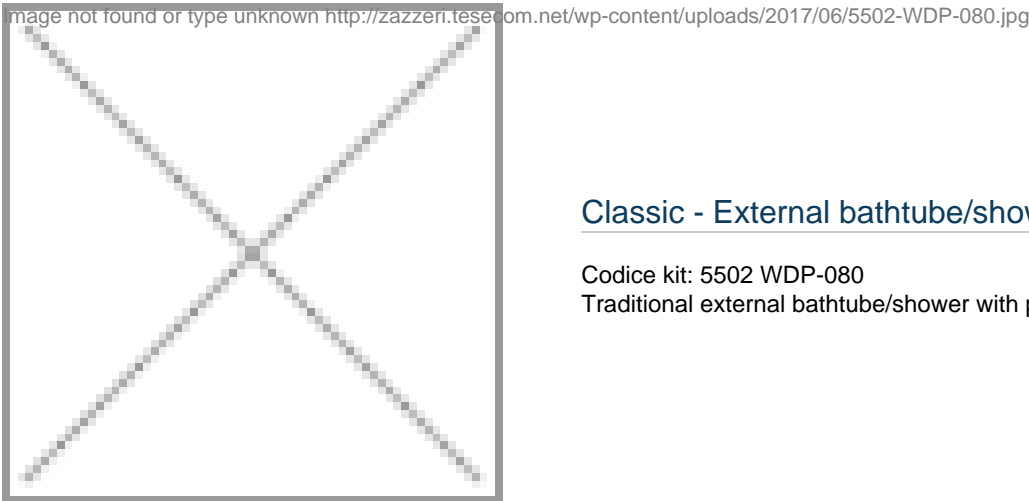 Image not found or type unknown http://zazzeri.tesecom.net/wp-content/uploads/2017/06/5502-WDP-080.jpg
Classic - External bathtube/sho
Codice kit: 5502 WDP-080
Traditional external bathtube/shower with